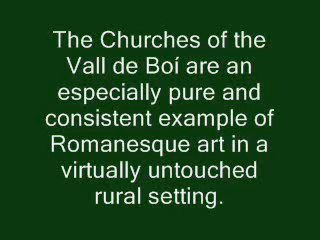 The Churches of the
Vall de Boí are an
especially pure and
consistent example of
Romanesque art in a
virtually untouched
rural setting.